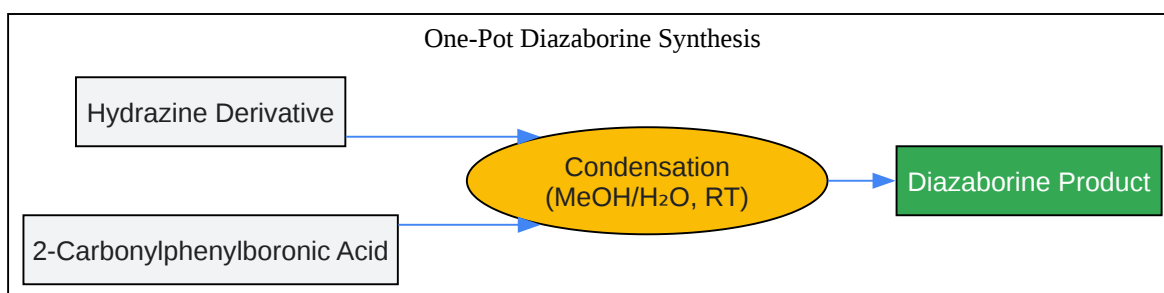 One-Pot Diazaborine Synthesis
Hydrazine Derivative
2-Carbonylphenylboronic Acid
Condensation
(MeOH/H₂O, RT)
Diazaborine Product